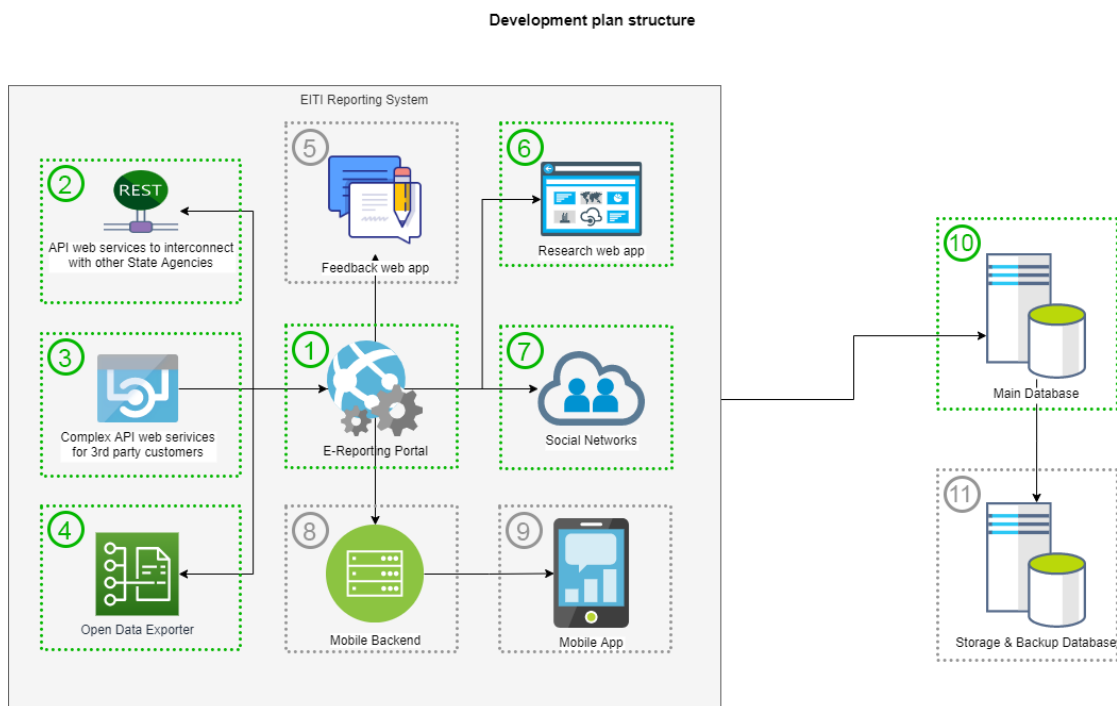 Development plan structure
EITI Reporting System
2
REST
API web services to interconnect
with other State Agencies
5
Feedback web app
6
Research web app
3
Complex API web serivices
for 3rd party customers
1
E-Reporting Portal
7
Social Networks
4
Open Data Exporter
8
Mobile Backend
9
Mobile App
10
Main Database
11
Storage & Backup Database